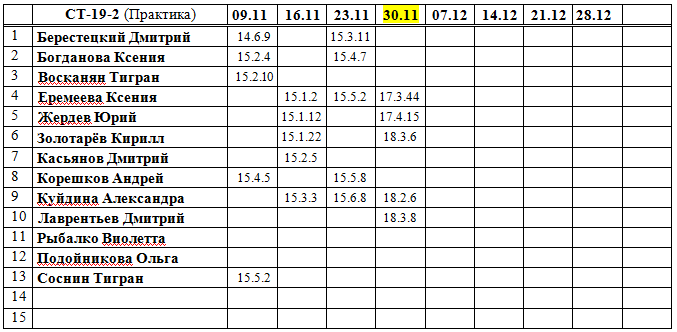 СТ-19-2 (Практика) 09.11 16.11 23.11 30.11 07.12 14.12 21.12 28.12
1 Берестецкий Дмитрий 14.6.9 15.3.11
2 Богданова Ксения 15.2.4 15.4.7
3 Восканян Тигран 15.2.10
4 Еремеева Ксения 15.1.2 15.5.2 17.3.44
5 Жердев Юрий 15.1.12 17.4.15
6 Золотарёв Кирилл 15.1.22 18.3.6
7 Касьянов Дмитрий 15.2.5
8 Корешков Андрей 15.4.5 15.5.8
9 Куйдина Александра 15.3.3 15.6.8 18.2.6
10 Лаврентьев Дмитрий 18.3.8
11 Рыбалко Виолетта
12 Подойникова Ольга
13 Соснин Тигран 15.5.2
14
15